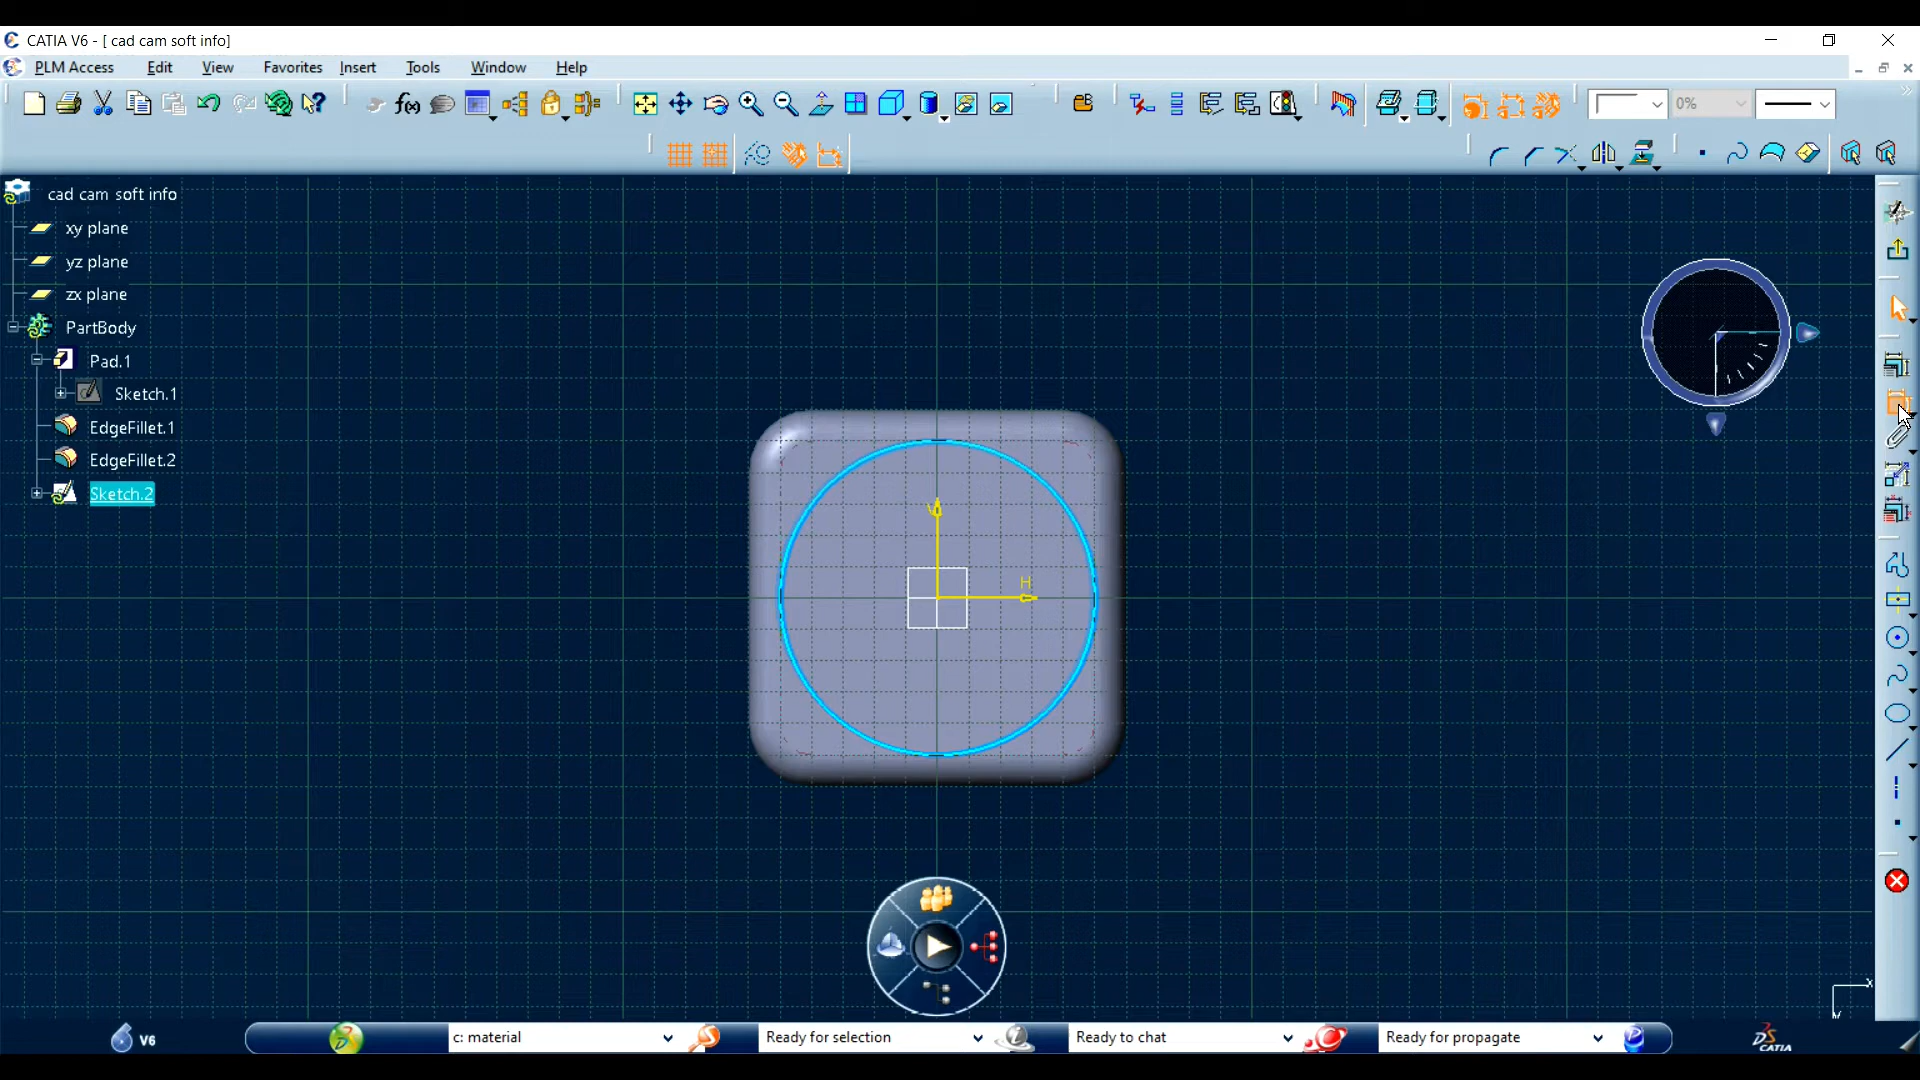 CATIA V6 - [ cad cam soft info]
PLM Access Edit View Favorites Insert Tools Window Help
f(x)
0%
cad cam soft info
xy plane
yz plane
zx plane
PartBody
Pad.1
Sketch.1
EdgeFillet.1
EdgeFillet.2
Sketch.2
V
H
x
V6
c: material
Ready for selection
Ready to chat
Ready for propagate
CATIA